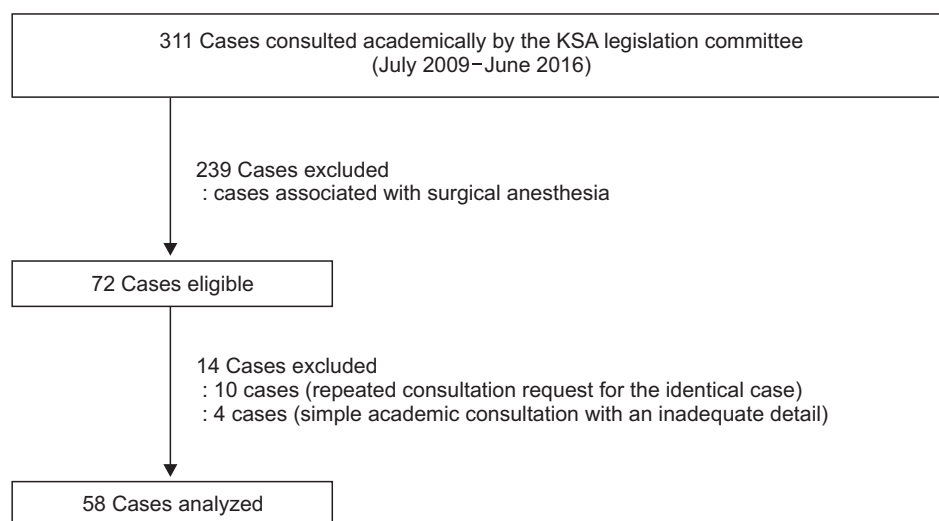 311 Cases consulted academically by the KSA legislation committee
(July 2009−June 2016)
239 Cases excluded
: cases associated with surgical anesthesia
72 Cases eligible
14 Cases excluded
: 10 cases (repeated consultation request for the identical case)
: 4 cases (simple academic consultation with an inadequate detail)
58 Cases analyzed